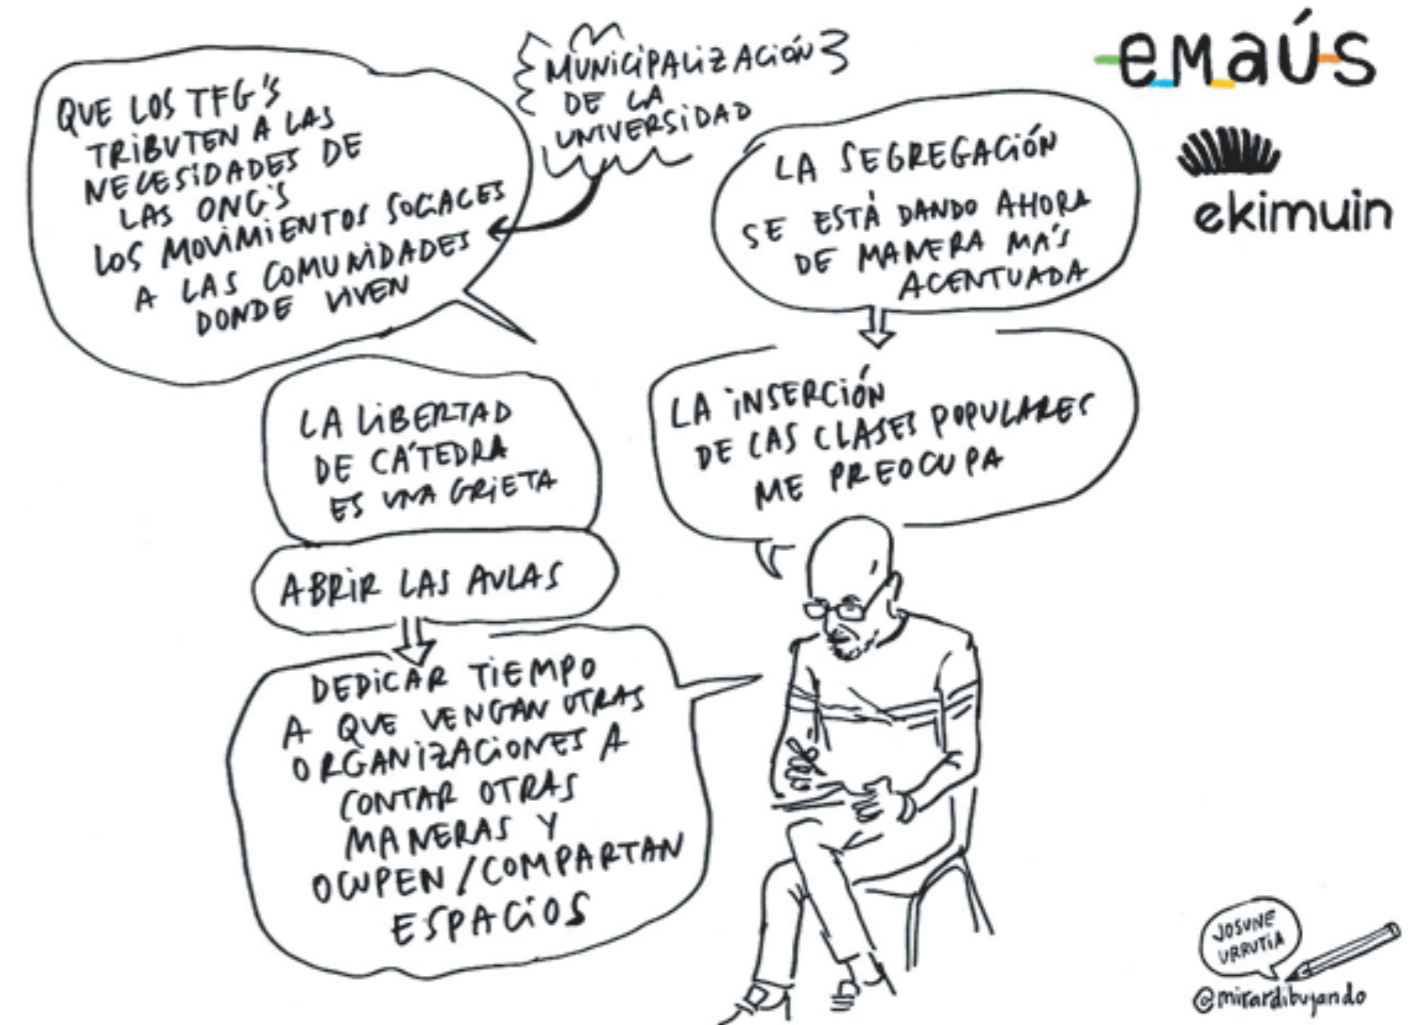 QUE LOS TFG'S
TRIBUTEN A LAS
NECESIDADES DE
LAS ONG'S
LOS MOVIMIENTOS SOCIALES
A LAS COMUNIDADES
DONDE VIVEN
MUNICIPALIZACIÓN
DE LA
UNIVERSIDAD
LA SEGREGACIÓN
SE ESTÁ DANDO AHORA
DE MANERA MÁS
ACENTUADA
emaús
ekimuin
LA LIBERTAD
DE CÁTEDRA
ES UNA GRIETA
LA INSERCIÓN
DE LAS CLASES POPULARES
ME PREOCUPA
ABRIR LAS AULAS
DEDICAR TIEMPO
A QUE VENGAN OTRAS
ORGANIZACIONES A
CONTAR OTRAS
MANERAS Y
OCUPEN/COMPARTAN
ESPACIOS
JOSUNE
URRUTIA
@mirardibujando